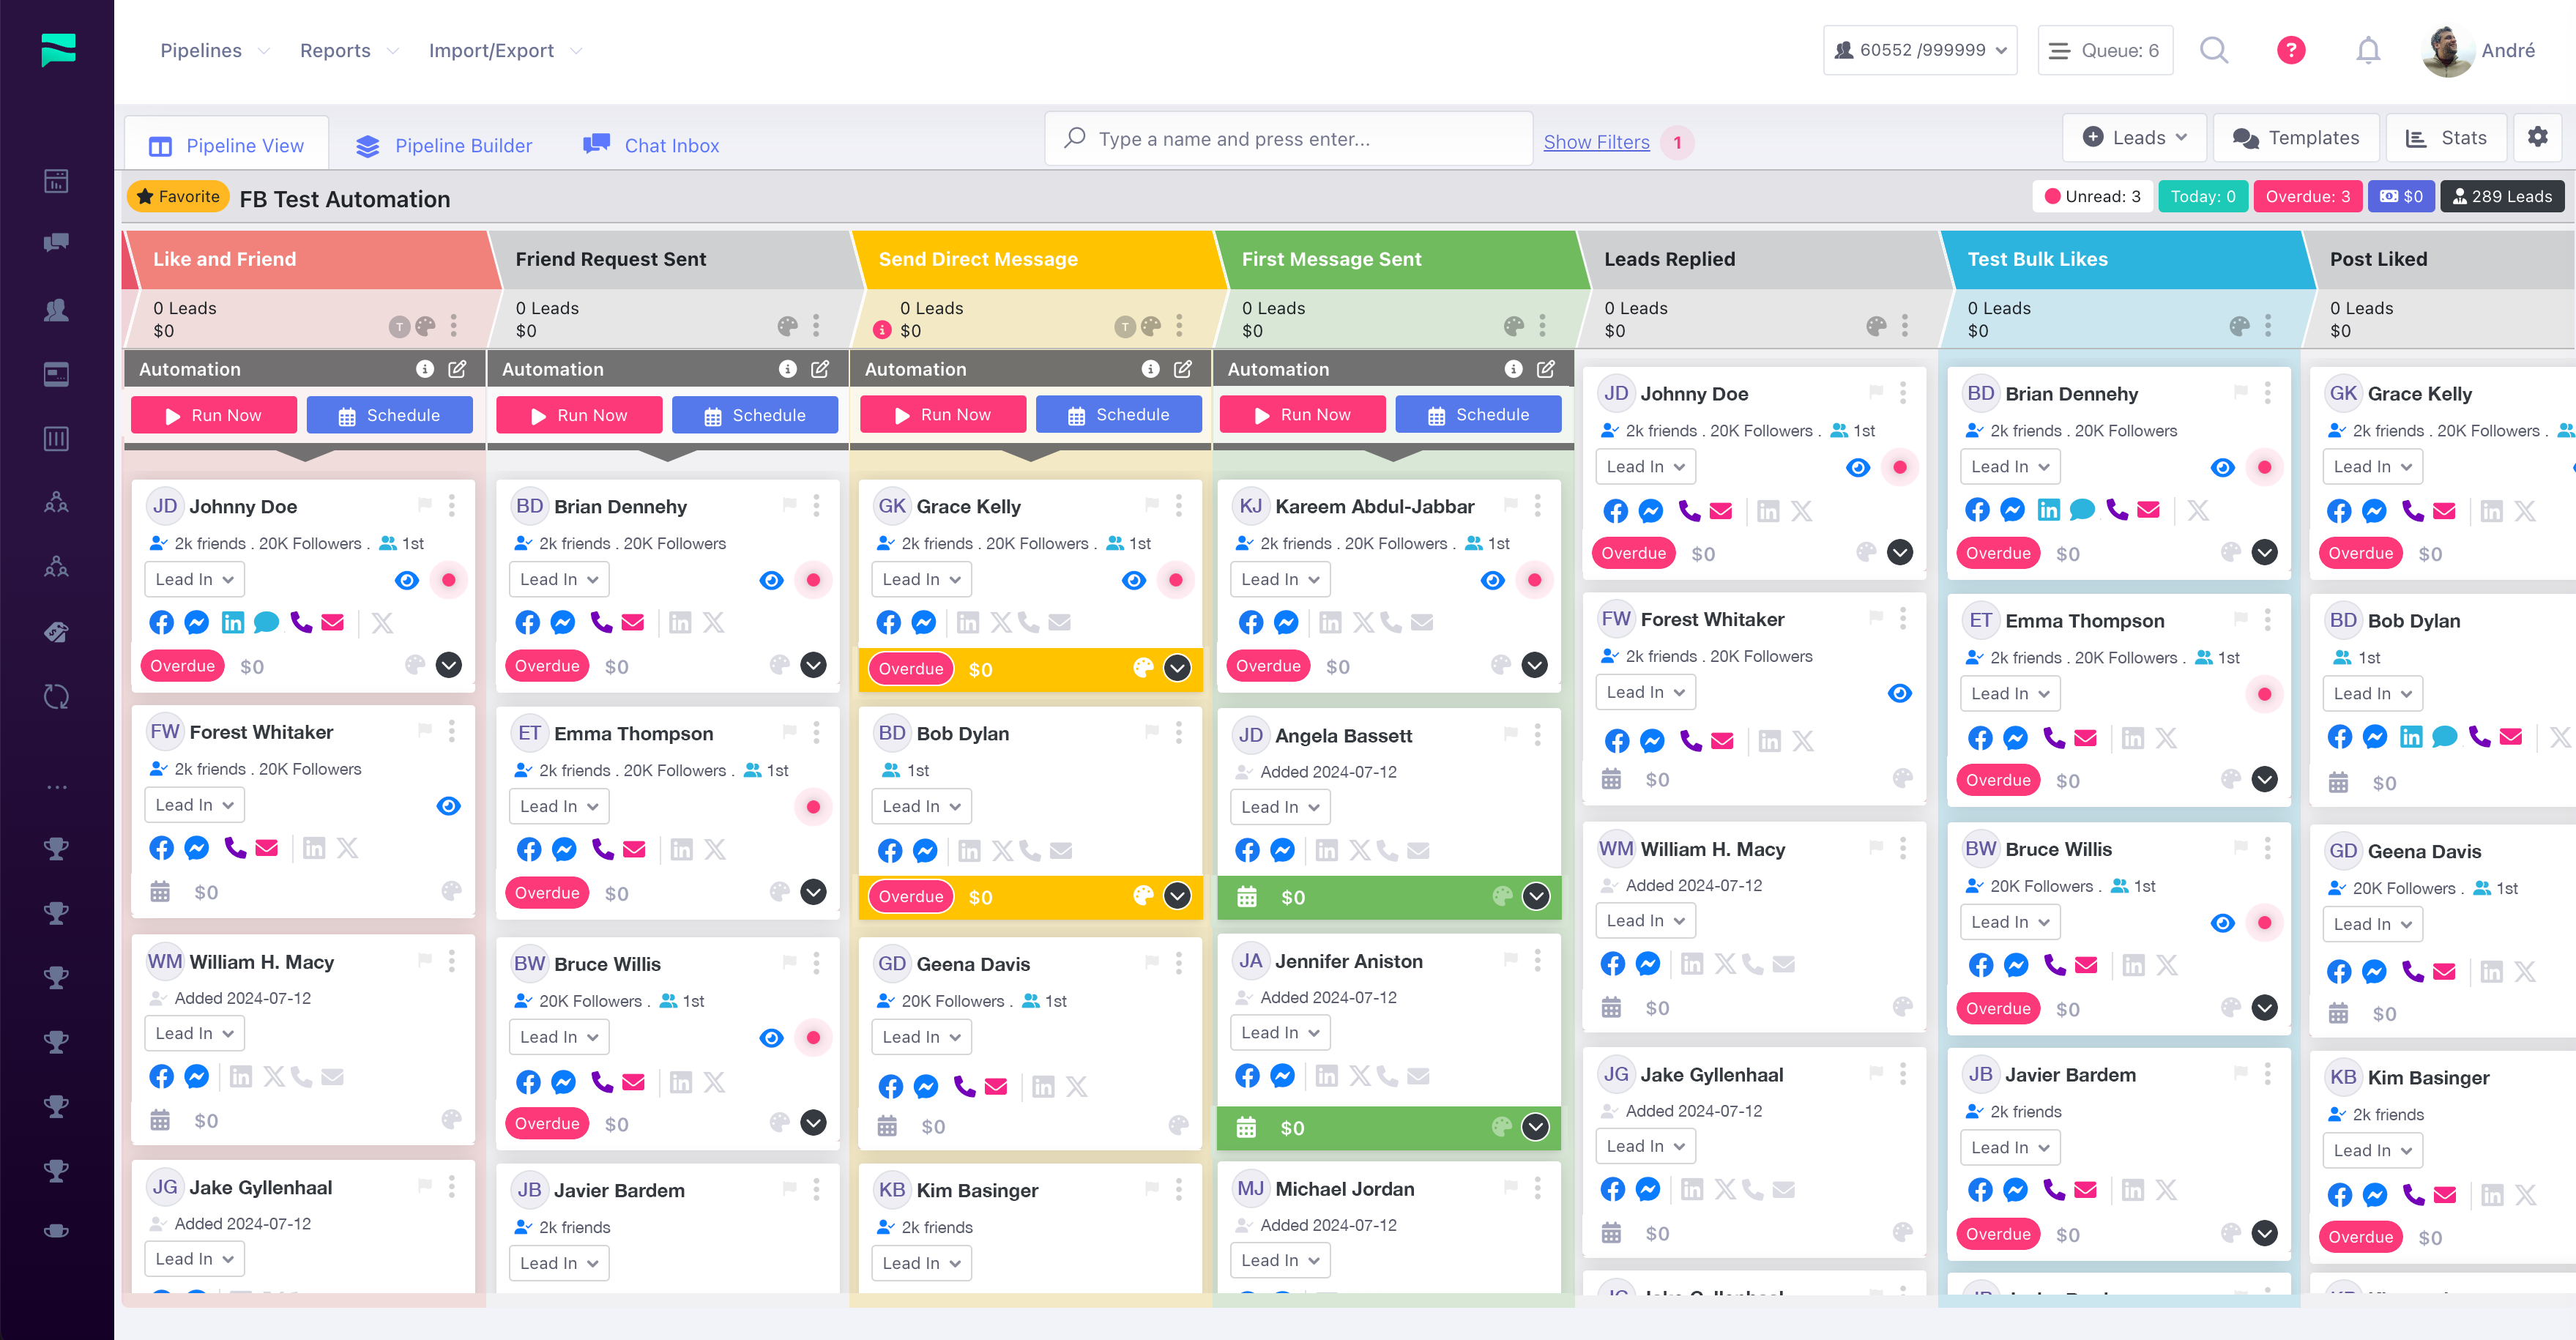 Pipelines
Reports
Import/Export
60552 /999999
Queue: 6
?
André
Pipeline View
Pipeline Builder
Chat Inbox
Type a name and press enter...
Show Filters
1
Leads
Templates
Stats
Favorite
FB Test Automation
Unread: 3
Today: 0
Overdue: 3
$0
289 Leads
Like and Friend
0 Leads
$0
T
Automation
Run Now
Schedule
JD Johnny Doe
2k friends . 20K Followers . 1st
Lead In
Overdue $0
FW Forest Whitaker
2k friends . 20K Followers
Lead In
$0
WM William H. Macy
Added 2024-07-12
Lead In
$0
JG Jake Gyllenhaal
Added 2024-07-12
Lead In
Friend Request Sent
0 Leads
$0
Automation
Run Now
Schedule
BD Brian Dennehy
2k friends . 20K Followers
Lead In
Overdue $0
ET Emma Thompson
2k friends . 20K Followers . 1st
Lead In
Overdue $0
BW Bruce Willis
20K Followers . 1st
Lead In
Overdue $0
JB Javier Bardem
2k friends
Lead In
Send Direct Message
0 Leads
$0
T
Automation
Run Now
Schedule
GK Grace Kelly
2k friends . 20K Followers . 1st
Lead In
Overdue $0
BD Bob Dylan
1st
Lead In
Overdue $0
GD Geena Davis
20K Followers . 1st
Lead In
$0
KB Kim Basinger
2k friends
Lead In
First Message Sent
0 Leads
$0
Automation
Run Now
Schedule
KJ Kareem Abdul-Jabbar
2k friends . 20K Followers . 1st
Lead In
Overdue $0
JD Angela Bassett
Added 2024-07-12
Lead In
$0
JA Jennifer Aniston
Added 2024-07-12
Lead In
$0
MJ Michael Jordan
Added 2024-07-12
Lead In
Leads Replied
0 Leads
$0
JD Johnny Doe
2k friends . 20K Followers . 1st
Lead In
Overdue $0
FW Forest Whitaker
2k friends . 20K Followers
Lead In
$0
WM William H. Macy
Added 2024-07-12
Lead In
$0
JG Jake Gyllenhaal
Added 2024-07-12
Lead In
$0
Test Bulk Likes
0 Leads
$0
BD Brian Dennehy
2k friends . 20K Followers
Lead In
Overdue $0
ET Emma Thompson
2k friends . 20K Followers . 1st
Lead In
Overdue $0
BW Bruce Willis
20K Followers . 1st
Lead In
Overdue $0
JB Javier Bardem
2k friends
Lead In
Overdue $0
Post Liked
0 Leads
$0
GK Grace Kelly
2k friends . 20K Followers .
Lead In
Overdue $0
BD Bob Dylan
1st
Lead In
$0
GD Geena Davis
20K Followers . 1st
Lead In
$0
KB Kim Basinger
2k friends
Lead In
Overdue $0